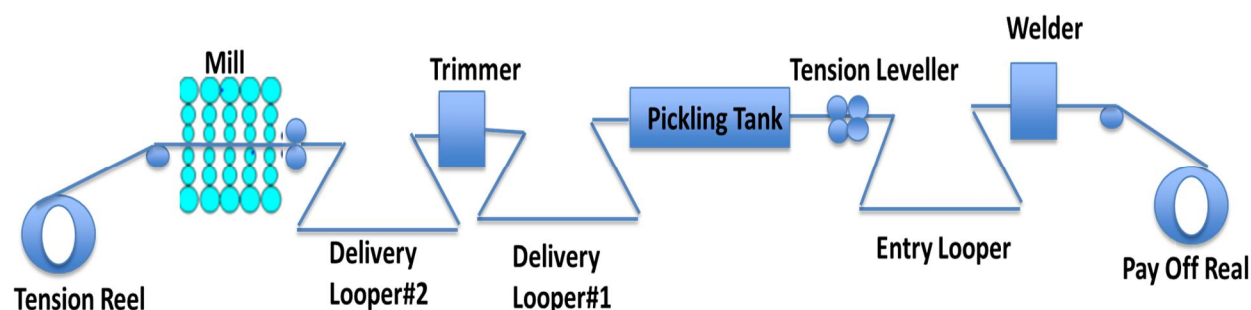 Mill
Trimmer
Tension Leveller
Welder
Pickling Tank
Tension Reel
Delivery
Looper#2
Delivery
Looper#1
Entry Looper
Pay Off Real